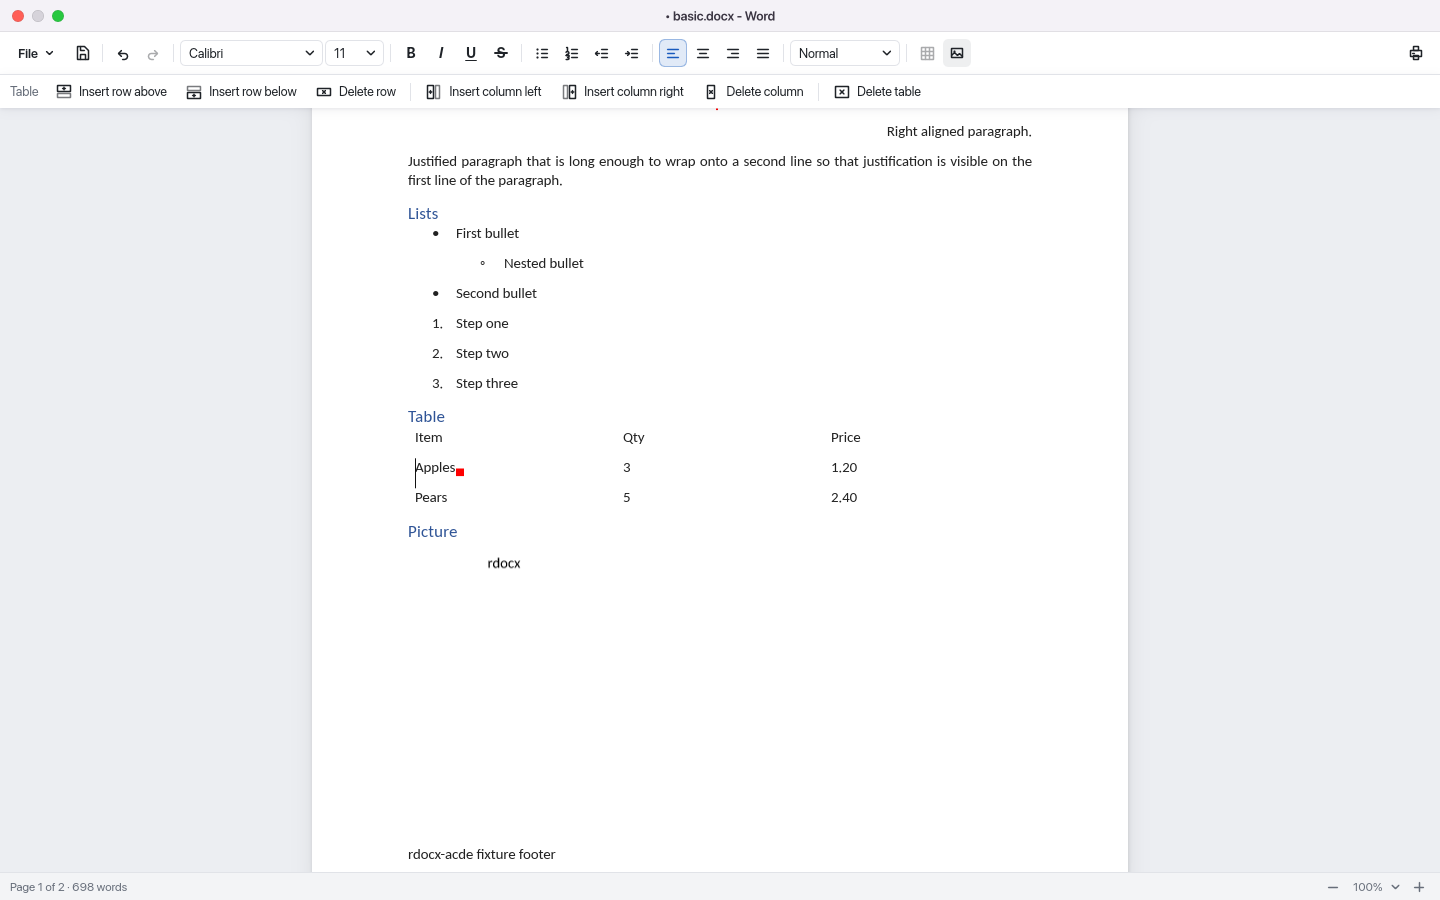 • basic.docx - Word
File
Calibri
11
B I U S
Normal
Table
Insert row above
Insert row below
Delete row
Insert column left
Insert column right
Delete column
Delete table
Right aligned paragraph.
Justified paragraph that is long enough to wrap onto a second line so that justification is visible on the
first line of the paragraph.
Lists
• First bullet
◦ Nested bullet
• Second bullet
1. Step one
2. Step two
3. Step three
Table
Item Qty Price
Apples 3 1.20
Pears 5 2.40
Picture
rdocx
rdocx-acde fixture footer
Page 1 of 2 · 698 words
100%